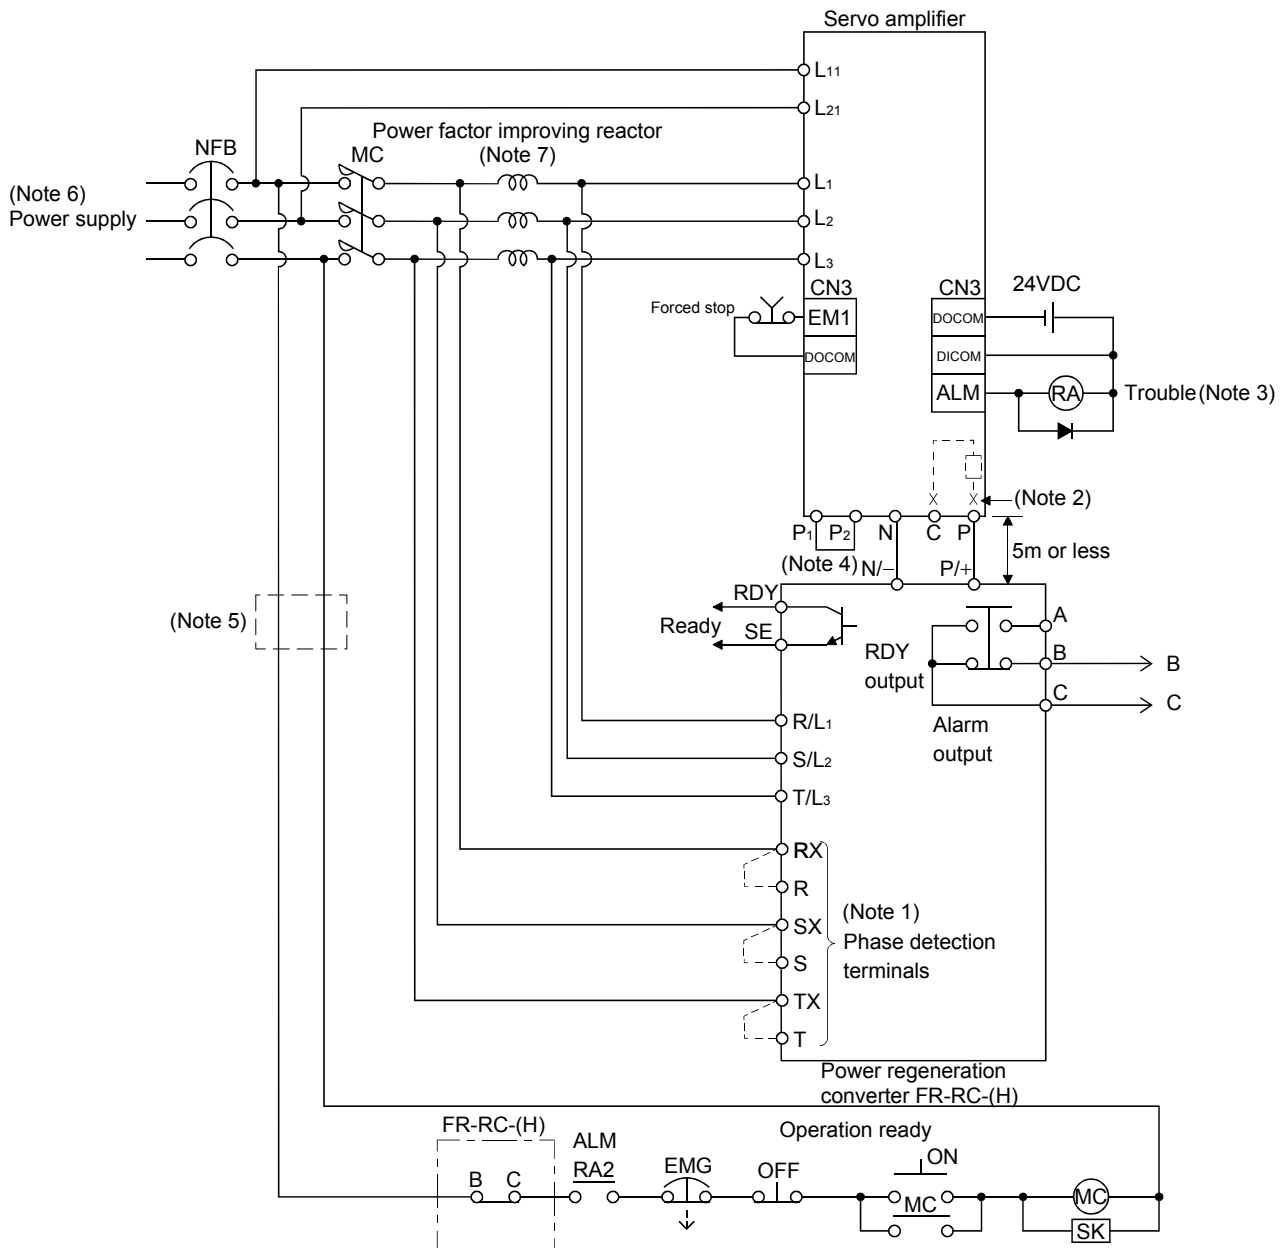 Servo amplifier
L11
L21
Power factor improving reactor
(Note 7)
NFB
MC
(Note 6)
Power supply
L1
L2
L3
CN3
CN3
24VDC
Forced stop
EM1
DOCOM
DOCOM
DICOM
ALM
RA
Trouble(Note 3)
(Note 2)
P1
P2
N
C
P
5m or less
(Note 4)
N/−
P/+
RDY
Ready
SE
(Note 5)
A
RDY
output
B
B
C
C
Alarm
output
R/L1
S/L2
T/L3
RX
R
(Note 1)
SX
Phase detection
terminals
S
TX
T
Power regeneration
converter FR-RC-(H)
FR-RC-(H)
Operation ready
ALM
RA2
EMG
OFF
ON
B
C
MC
MC
SK